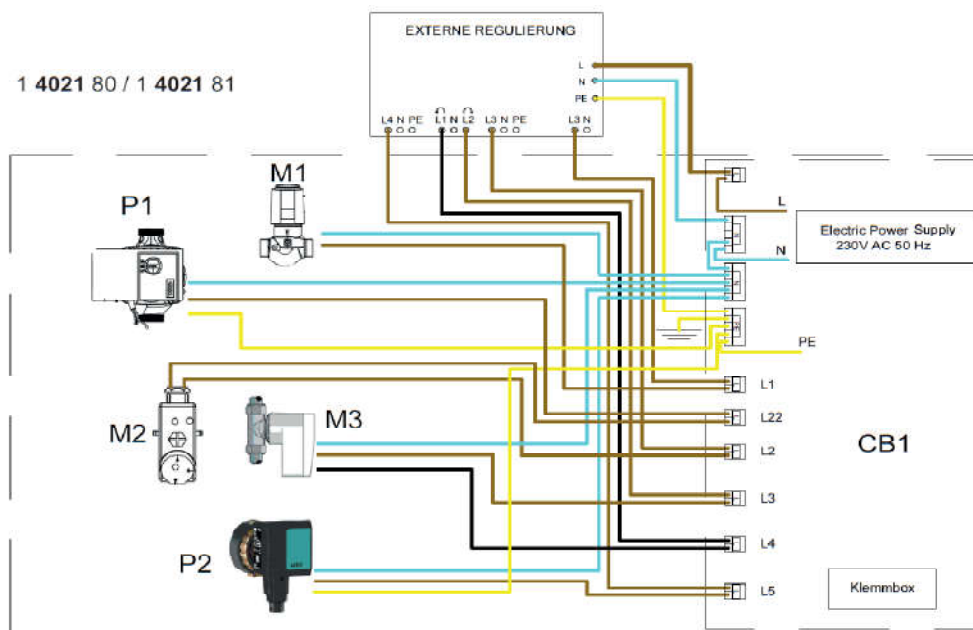 EXTERNE REGULIERUNG
L
N
PE
1 4021 80 / 1 4021 81
L4 N PE L1 N L2 L3 N PE L3 N
M1
P1
L
Electric Power Supply
230V AC 50 Hz
N
N
N
PE
PE
L1
M2
M3
L22
L2
CB1
L3
L4
P2
L5
Klemmbox